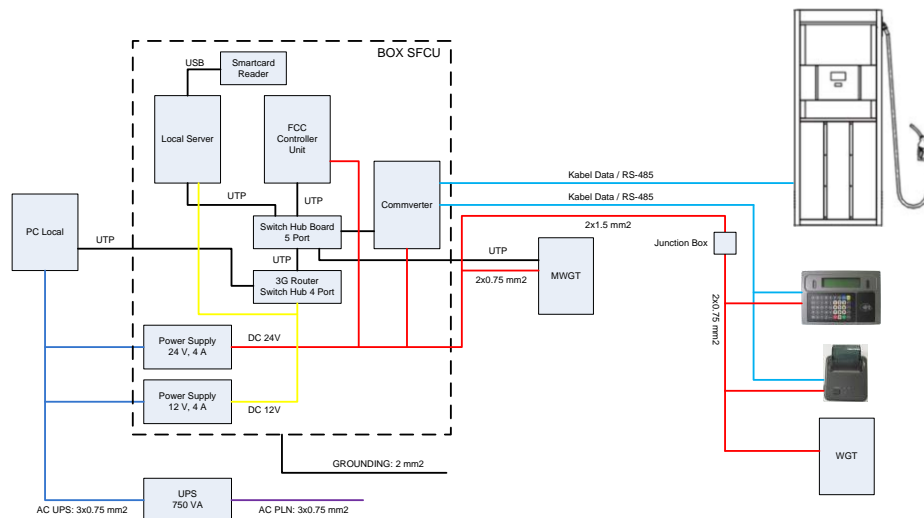 BOX SFCU
USB
Smartcard
Reader
Local Server
FCC
Controller
Unit
Commverter
UTP
UTP
Kabel Data / RS-485
Kabel Data / RS-485
PC Local
UTP
Switch Hub Board
5 Port
UTP
3G Router
Switch Hub 4 Port
UTP
2x0.75 mm2
MWGT
2x1.5 mm2
Junction Box
2x0.75 mm2
Power Supply
24 V, 4 A
DC 24V
Power Supply
12 V, 4 A
DC 12V
WGT
GROUNDING: 2 mm2
AC UPS: 3x0.75 mm2
UPS
750 VA
AC PLN: 3x0.75 mm2